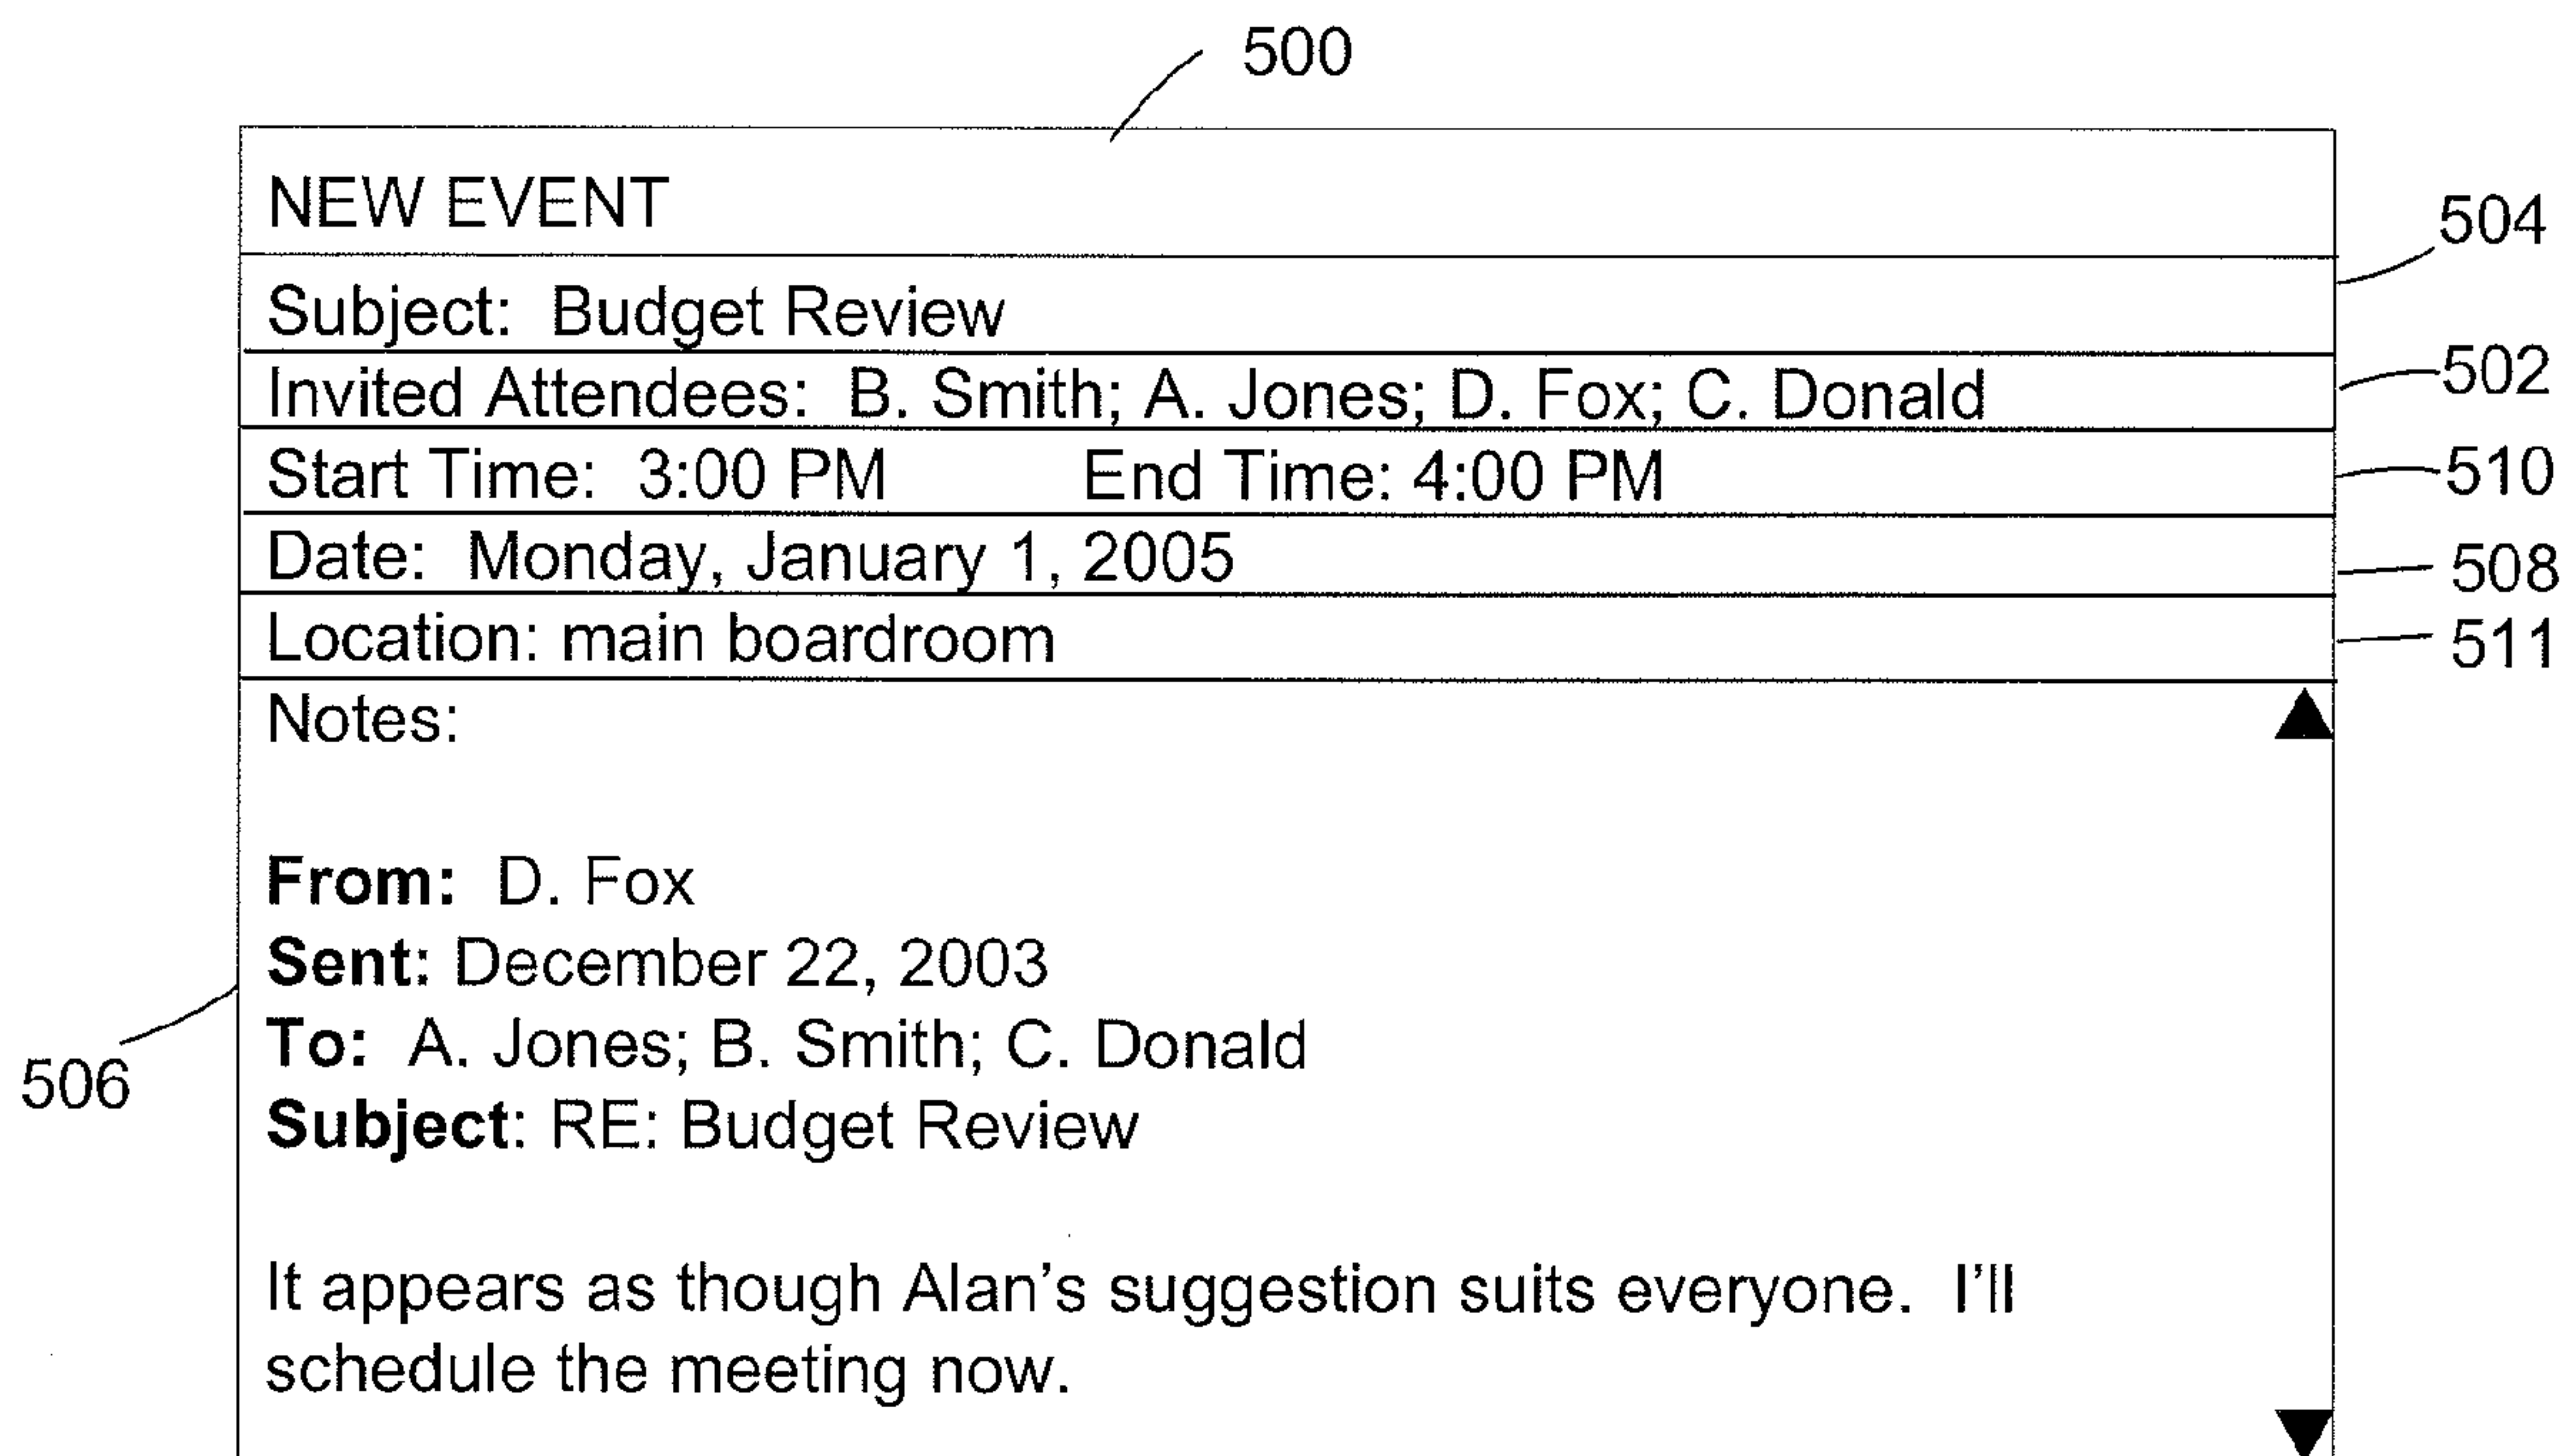 500
NEW EVENT
504
Subject: Budget Review
Invited Attendees: B. Smith; A. Jones; D. Fox; C. Donald
502
Start Time: 3:00 PM End Time: 4:00 PM
510
Date: Monday, January 1, 2005
508
Location: main boardroom
511
Notes:
From: D. Fox
Sent: December 22, 2003
To: A. Jones; B. Smith; C. Donald
506
Subject: RE: Budget Review
It appears as though Alan's suggestion suits everyone. I'll
schedule the meeting now.